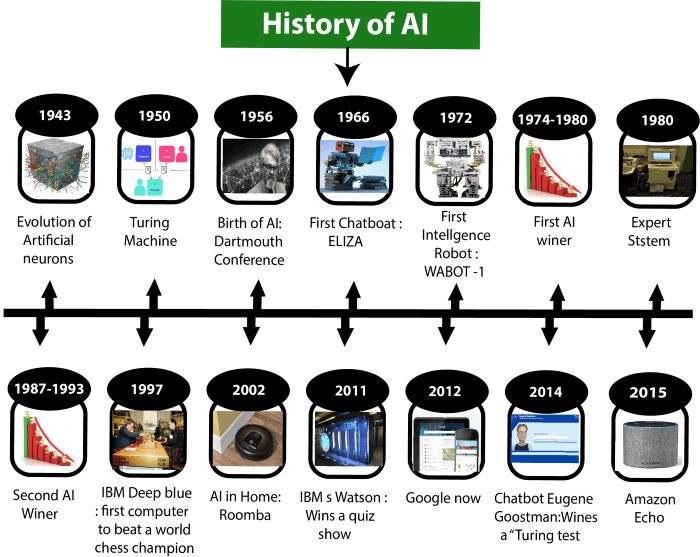 History of AI
1943
1950
1956
1966
1972
1974-1980
1980
Evolution of
Artificial
neurons
Turing
Machine
Birth of AI:
Dartmouth
Conference
First Chatboat :
ELIZA
First
Intellgence
Robot :
WABOT -1
First AI
winer
Expert
Ststem
1987-1993
1997
2002
2011
2012
2014
2015
Second AI
Winer
IBM Deep blue
: first computer
to beat a world
chess champion
AI in Home:
Roomba
IBM s Watson :
Wins a quiz
show
Google now
Chatbot Eugene
Goostman:Wines
a “Turing test
Amazon
Echo